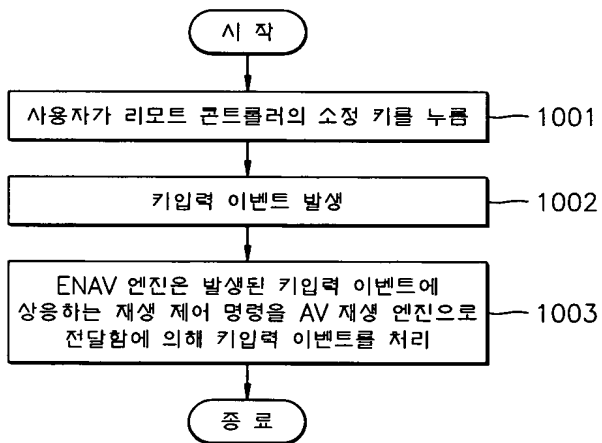 시 작
사용자가 리모트 콘트롤러의 소정 키를 누름
1001
키입력 이벤트 발생
1002
ENAV 엔진은 발생된 키입력 이벤트에
상응하는 재생 제어 명령을 AV 재생 엔진으로
전달함에 의해 키입력 이벤트를 처리
1003
종 료